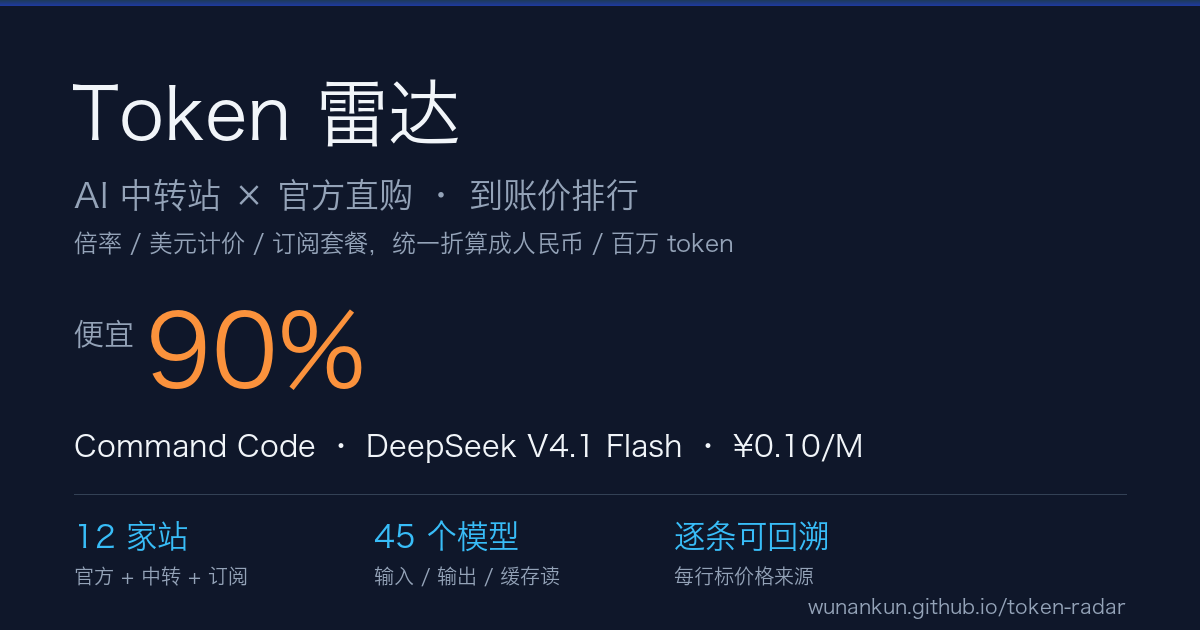 Token 雷达
AI 中转站 × 官方直购 · 到账价排行
倍率 / 美元计价 / 订阅套餐，统一折算成人民币 / 百万 token
便宜 90%
Command Code · DeepSeek V4.1 Flash · ¥0.10/M
12 家站
官方 + 中转 + 订阅
45 个模型
输入 / 输出 / 缓存读
逐条可回溯
每行标价格来源
wunankun.github.io/token-radar